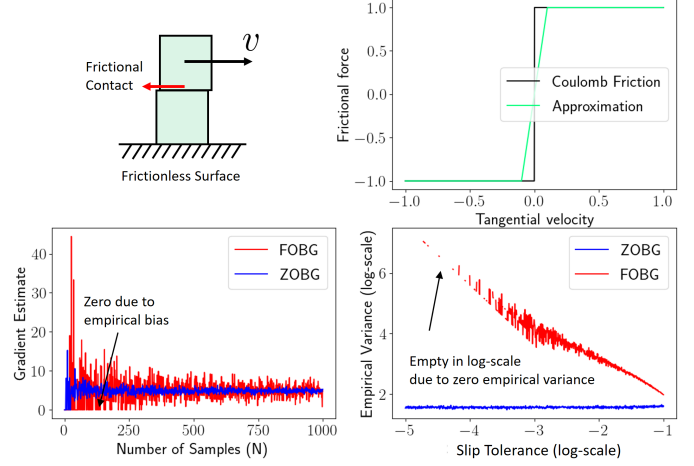 v
Frictional
Contact
Frictionless Surface
1.0
0.5
0.0
−0.5
−1.0
Frictional force
Coulomb Friction
Approximation
−1.0
−0.5
0.0
0.5
1.0
Tangential velocity
40
30
20
10
0
Gradient Estimate
FOBG
ZOBG
Zero due to
empirical bias
0
250
500
750
1000
Number of Samples (N)
6
4
2
Empirical Variance (log-scale)
ZOBG
FOBG
Empty in log-scale
due to zero empirical variance
−5
−4
−3
−2
−1
Slip Tolerance (log-scale)